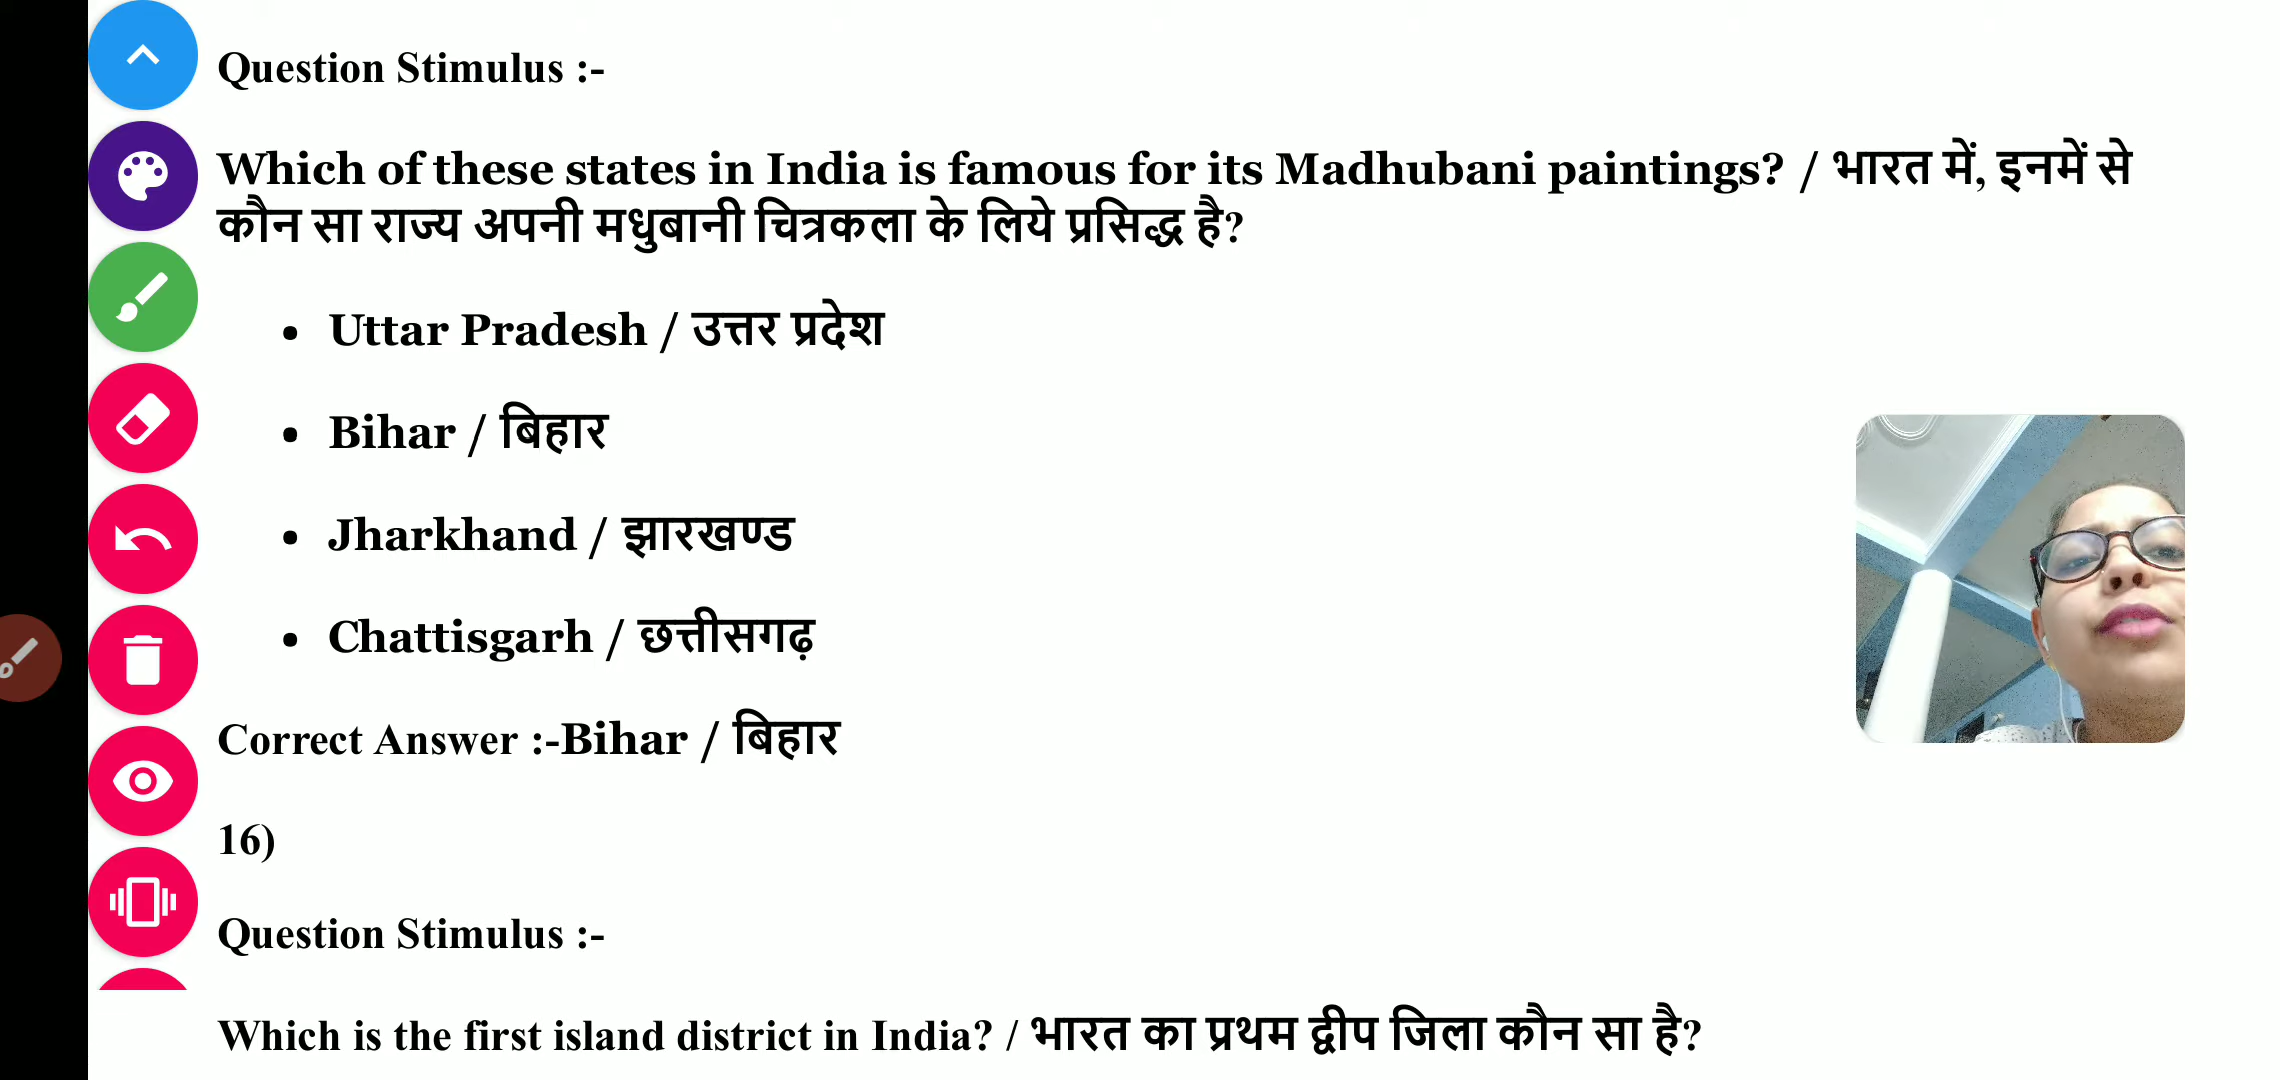 Question Stimulus :-
Which of these states in India is famous for its Madhubani paintings? / भारत में, इनमें से
कौन सा राज्य अपनी मधुबानी चित्रकला के लिये प्रसिद्ध है?
• Uttar Pradesh / उत्तर प्रदेश
• Bihar / बिहार
• Jharkhand / झारखण्ड
• Chattisgarh / छत्तीसगढ़
Correct Answer :-Bihar / बिहार
16)
Question Stimulus :-
Which is the first island district in India? / भारत का प्रथम द्वीप जिला कौन सा है?